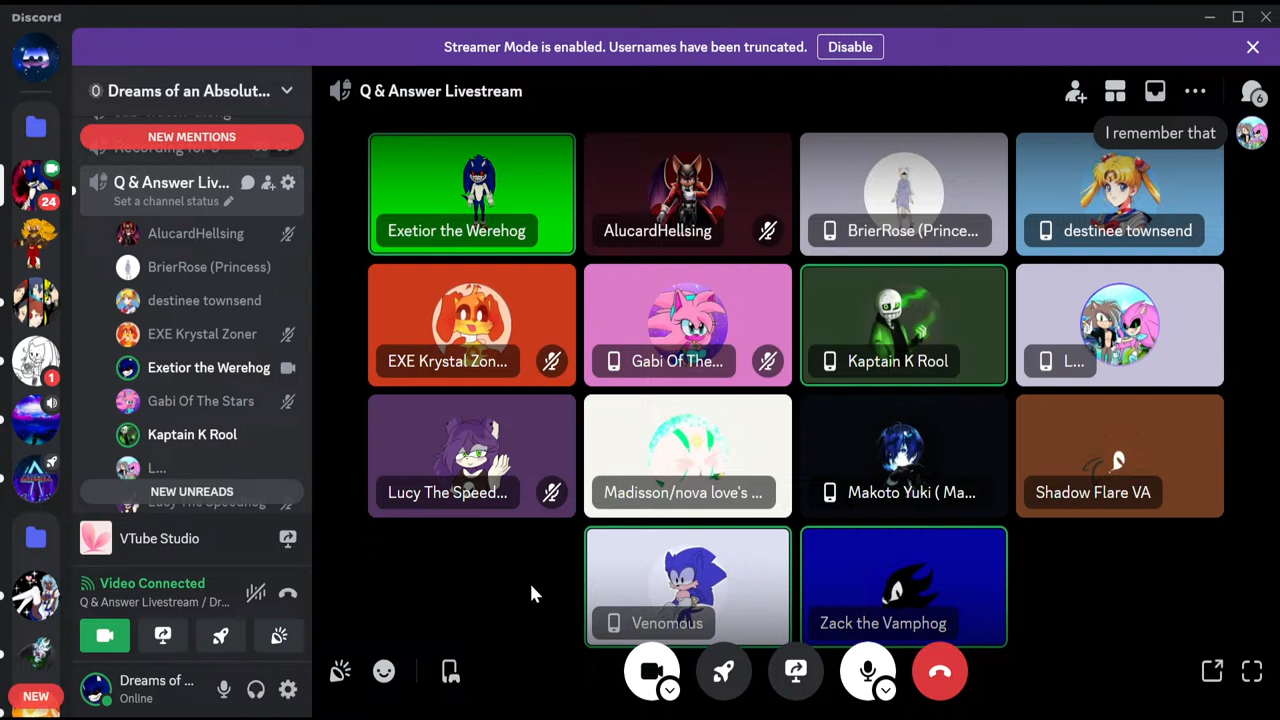 Discord
Streamer Mode is enabled. Usernames have been truncated.
Disable
Dreams of an Absolut...
NEW MENTIONS
Q & Answer Liv...
Set a channel status
AlucardHellsing
BrierRose (Princess)
destinee townsend
EXE Krystal Zoner
Exetior the Werehog
Gabi Of The Stars
Kaptain K Rool
L...
NEW UNREADS
VTube Studio
Video Connected
Q & Answer Livestream / Dr...
Dreams of ...
Online
24
1
NEW
Q & Answer Livestream
6
I remember that
Exetior the Werehog
AlucardHellsing
BrierRose (Prince...
destinee townsend
EXE Krystal Zon...
Gabi Of The...
Kaptain K Rool
L...
Lucy The Speed...
Madisson/nova love's ...
Makoto Yuki ( Ma...
Shadow Flare VA
Venomous
Zack the Vamphog